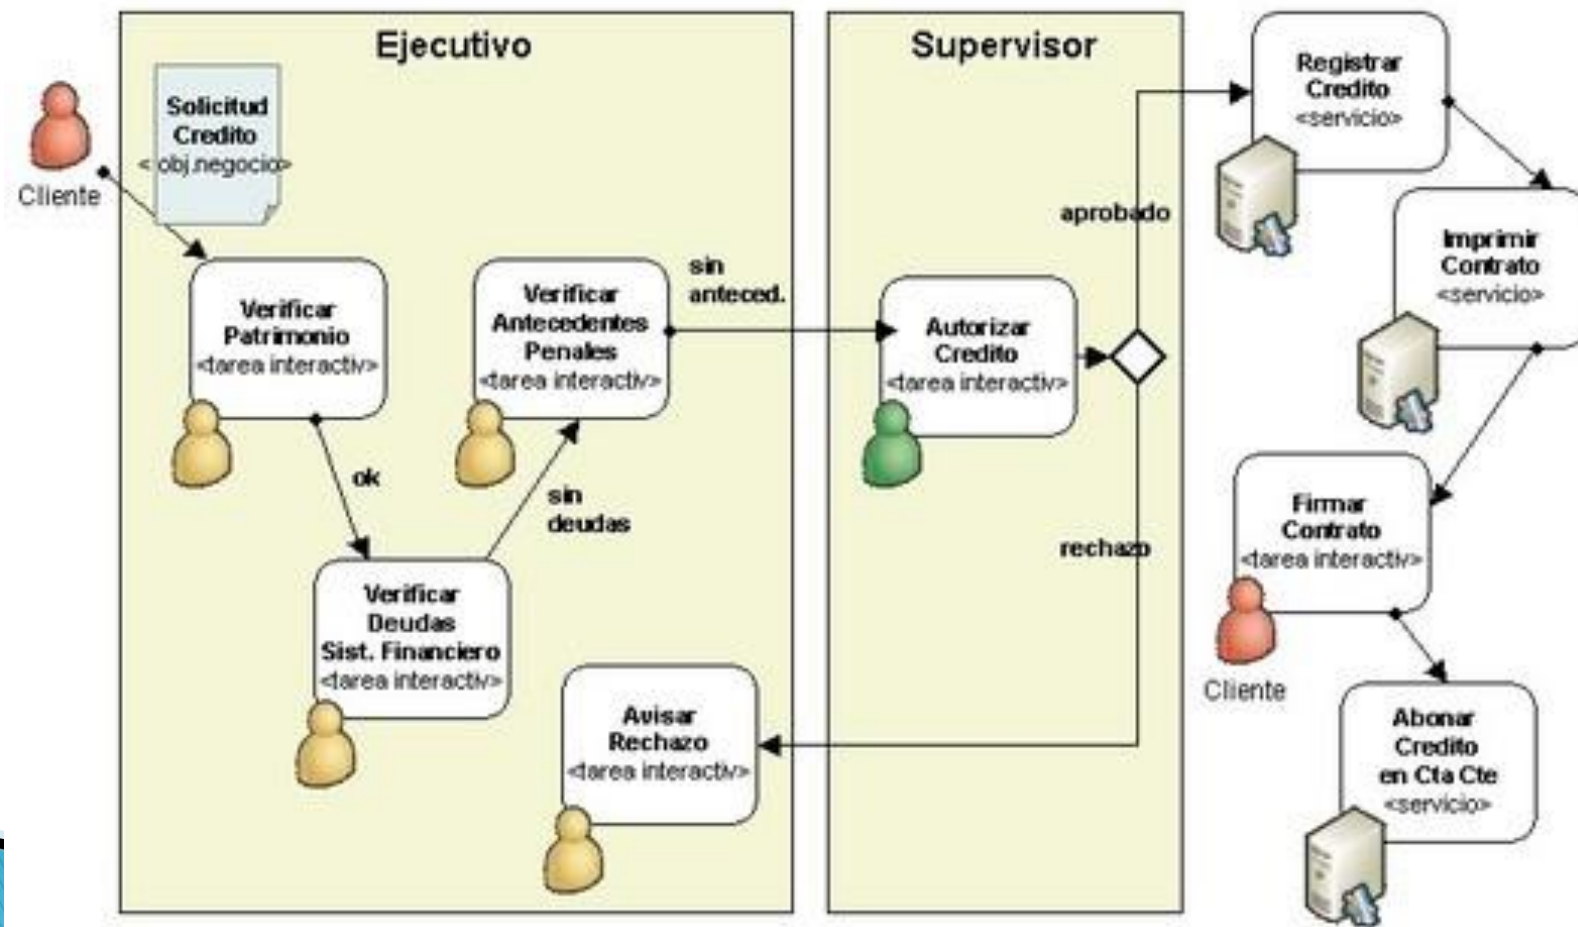 Ejecutivo
Supervisor
Cliente
Solicitud
Credito
< obj.negocio>
Verificar
Patrimonio
<tarea interactiv>
ok
Verificar
Deudas
Sist. Financiero
<tarea interactiv>
sin
deudas
Verificar
Antecedentes
Penales
<tarea interactiv>
sin
anteced.
Autorizar
Credito
<tarea interactiv>
aprobado
rechazo
Avisar
Rechazo
<tarea interactiv>
Registrar
Credito
<servicio>
Imprimir
Contrato
<servicio>
Firmar
Contrato
<tarea interactiv>
Cliente
Abonar
Credito
en Cta Cte
<servicio>